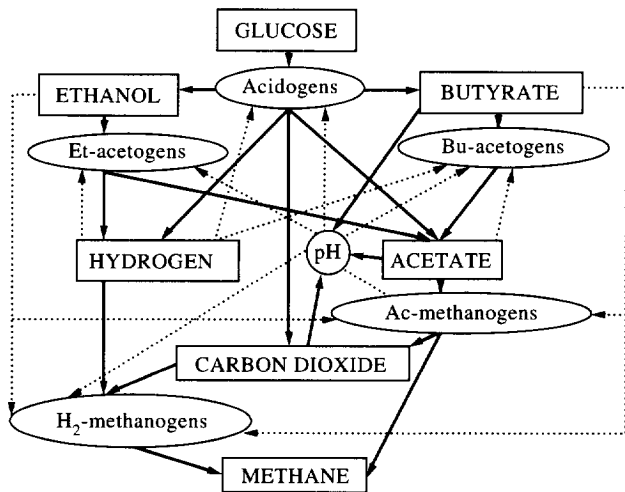 GLUCOSE
Acidogens
ETHANOL
BUTYRATE
Et-acetogens
Bu-acetogens
HYDROGEN
pH
ACETATE
Ac-methanogens
CARBON DIOXIDE
H₂-methanogens
METHANE